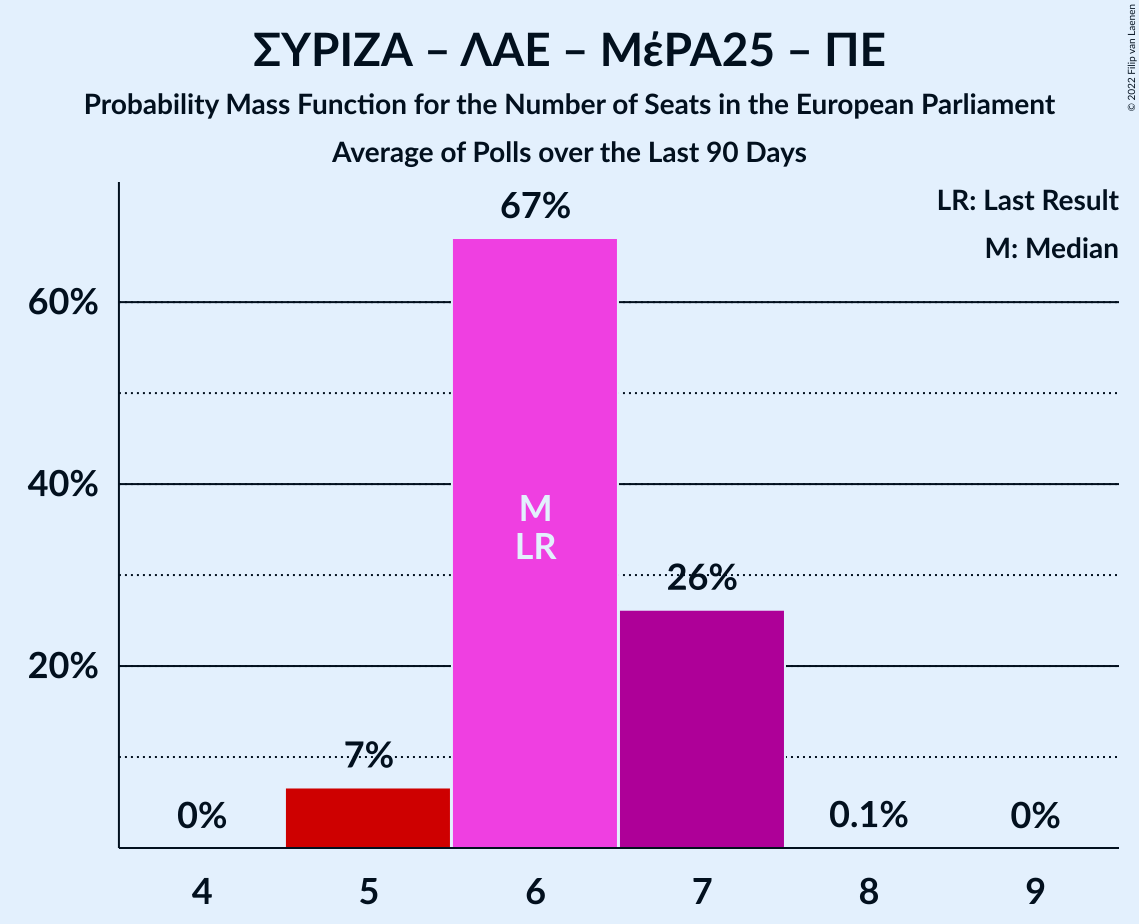 ΣΥΡΙΖΑ – ΛΑΕ – ΜέΡΑ25 – ΠΕ
Probability Mass Function for the Number of Seats in the European Parliament
Average of Polls over the Last 90 Days
© 2022 Filip van Laenen
LR: Last Result
M: Median
67%
60%
40%
M
LR
26%
20%
7%
0%
0.1%
0%
4 5 6 7 8 9